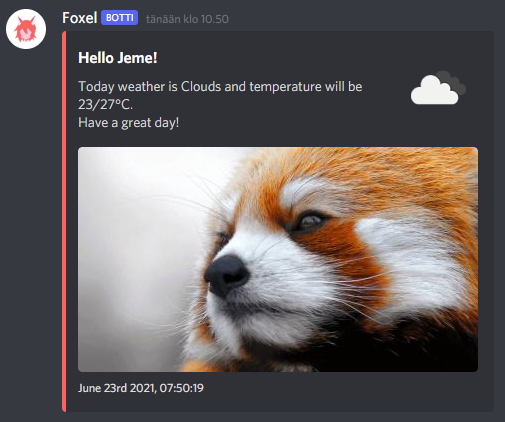 Foxel BOTTI tänään klo 10.50
Hello Jeme!
Today weather is Clouds and temperature will be
23/27°C.
Have a great day!
June 23rd 2021, 07:50:19